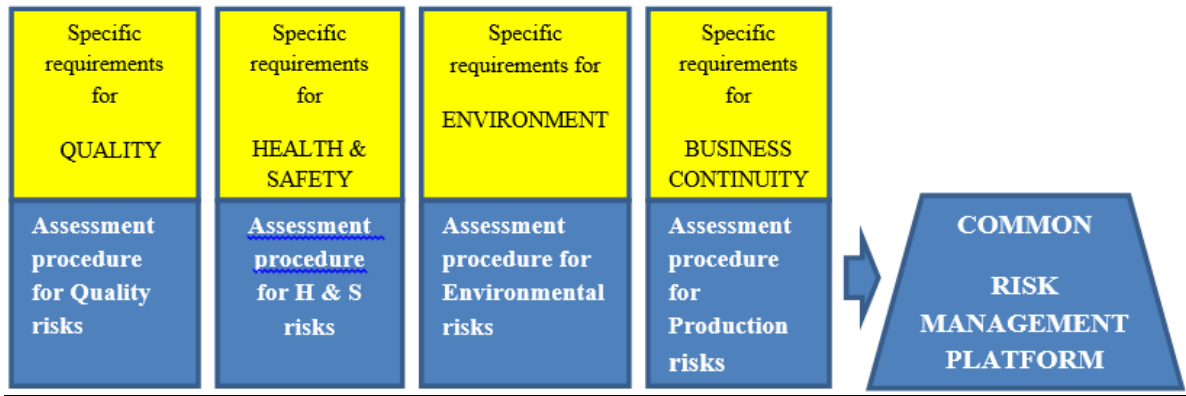 Specific
requirements
for
QUALITY
Assessment
procedure
for Quality
risks
Specific
requirements
for
HEALTH &
SAFETY
Assessment
procedure
for H & S
risks
Specific
requirements for
ENVIRONMENT
Assessment
procedure for
Environmental
risks
Specific
requirements
for
BUSINESS
CONTINUITY
Assessment
procedure
for
Production
risks
COMMON
RISK
MANAGEMENT
PLATFORM